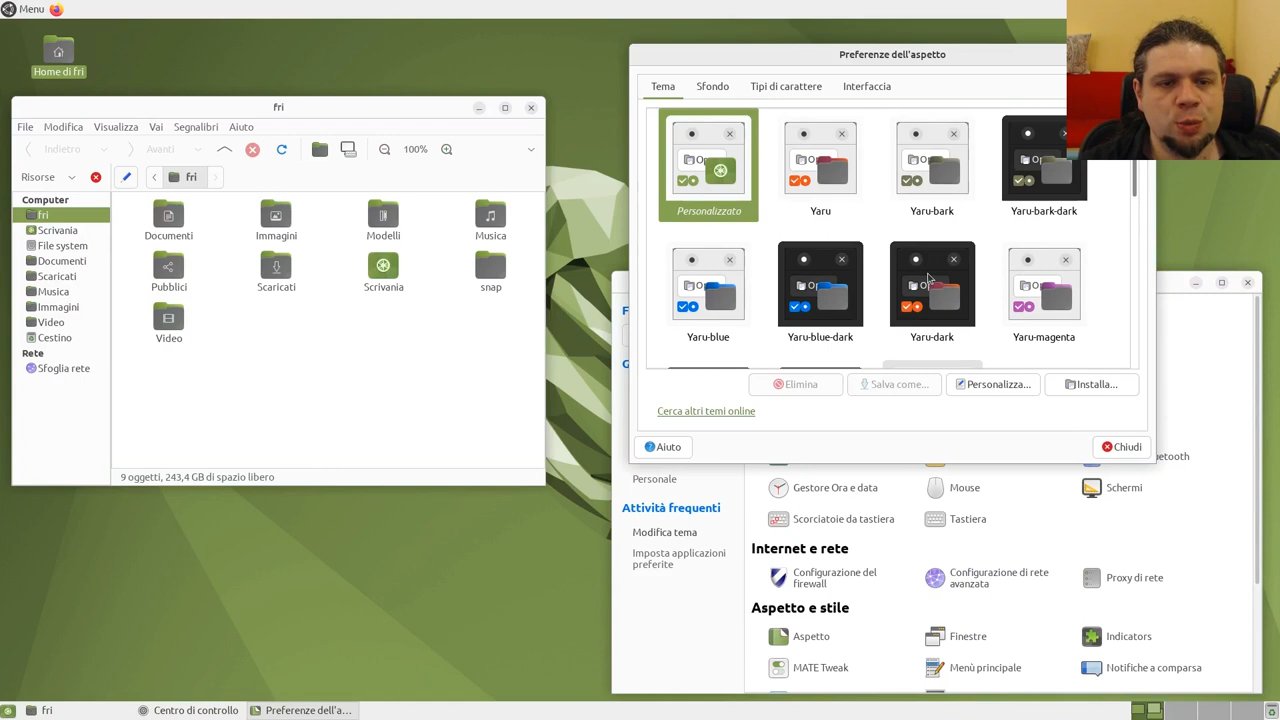 Menu
Home di fri
fri
File Modifica Visualizza Vai Segnalibri Aiuto
Indietro Avanti 100%
Risorse fri
Computer
fri
Scrivania
File system
Documenti
Scaricati
Musica
Immagini
Video
Cestino
Rete
Sfoglia rete
Documenti Immagini Modelli Musica
Pubblici Scaricati Scrivania snap
Video
9 oggetti, 243,4 GB di spazio libero
Preferenze dell'aspetto
Tema Sfondo Tipi di carattere Interfaccia
Personalizzato Yaru Yaru-bark Yaru-bark-dark
Yaru-blue Yaru-blue-dark Yaru-dark Yaru-magenta
Elimina Salva come... Personalizza... Installa...
Cerca altri temi online
Aiuto Chiudi
Personale
Attività frequenti
Modifica tema
Imposta applicazioni
preferite
uetooth
Gestore Ora e data Mouse Schermi
Scorciatoie da tastiera Tastiera
Internet e rete
Configurazione del
firewall
Configurazione di rete
avanzata
Proxy di rete
Aspetto e stile
Aspetto Finestre Indicators
MATE Tweak Menù principale Notifiche a comparsa
fri Centro di controllo Preferenze dell'a...